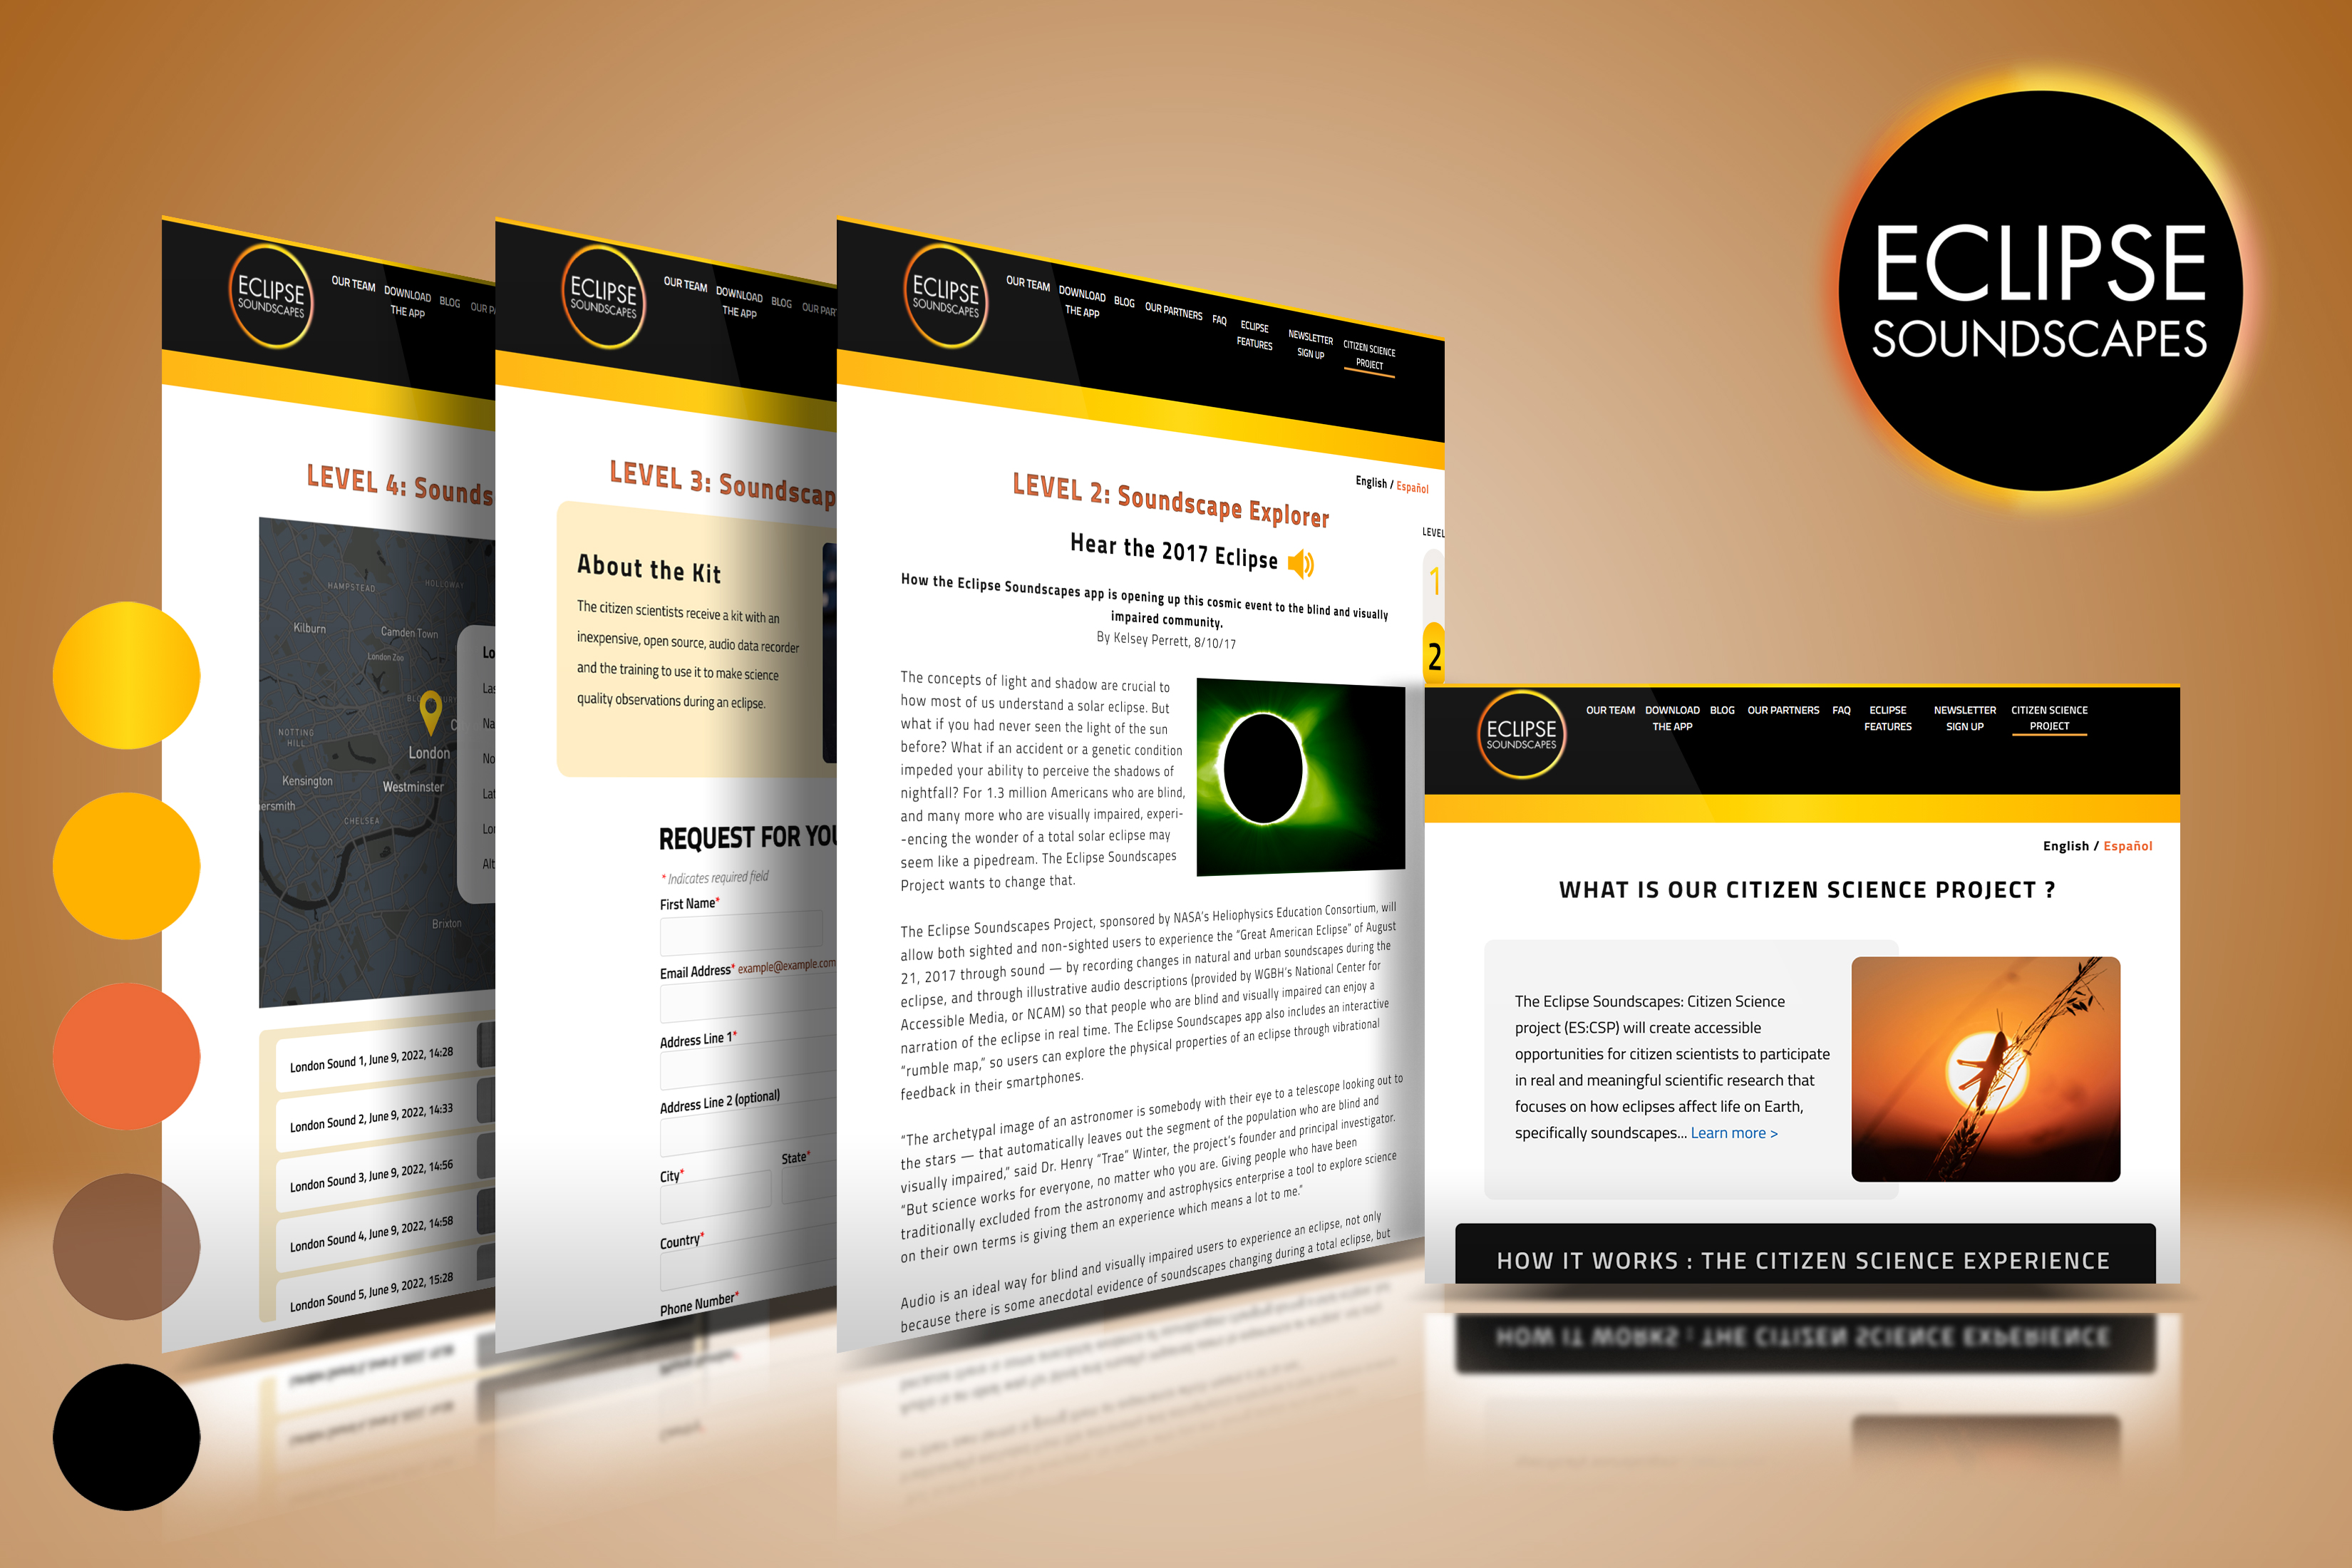 ECLIPSE
SOUNDSCAPES
ECLIPSE
SOUNDSCAPES
OUR TEAM
DOWNLOAD
THE APP
BLOG
LEVEL 4:
HAMPSTEAD
HOLLOWAY
Kilburn
Camden Town
London Zoo
London
NOTTING
HILL
Kensington
Westminster
CHELSEA
Brixton
London Sound 1, June 9, 2022, 14:28
London Sound 2, June 9, 2022, 14:33
London Sound 3, June 9, 2022, 14:56
London Sound 4, June 9, 2022, 14:58
London Sound 5, June 9, 2022, 15:28
ECLIPSE
SOUNDSCAPES
OUR TEAM
DOWNLOAD
THE APP
BLOG
LEVEL 3:
About the Kit
The citizen scientists receive a kit with an
inexpensive, open source, audio data recorder
and the training to use it to make science
quality observations during an eclipse.
REQUEST FOR
* Indicates required field
First Name*
Email Address* example@example.com
Address Line 1*
Address Line 2 (optional)
City*
State*
Country*
Phone Number*
ECLIPSE
SOUNDSCAPES
OUR TEAM
DOWNLOAD
THE APP
BLOG
OUR PARTNERS
FAQ
ECLIPSE
FEATURES
NEWSLETTER
SIGN UP
CITIZEN SCIENCE
PROJECT
English / Español
LEVEL 2: Soundscape Explorer
LEVEL
1
2
Hear the 2017 Eclipse
How the Eclipse Soundscapes app is opening up this cosmic event to the blind and visually
impaired community.
By Kelsey Perrett, 8/10/17
The concepts of light and shadow are crucial to
how most of us understand a solar eclipse. But
what if you had never seen the light of the sun
before? What if an accident or a genetic condition
impeded your ability to perceive the shadows of
nightfall? For 1.3 million Americans who are blind,
and many more who are visually impaired, experi-
-encing the wonder of a total solar eclipse may
seem like a pipedream. The Eclipse Soundscapes
Project wants to change that.
The Eclipse Soundscapes Project, sponsored by NASA's Heliophysics Education Consortium, will
allow both sighted and non-sighted users to experience the "Great American Eclipse" of August
21, 2017 through sound — by recording changes in natural and urban soundscapes during the
eclipse, and through illustrative audio descriptions (provided by WGBH's National Center for
Accessible Media, or NCAM) so that people who are blind and visually impaired can enjoy a
narration of the eclipse in real time. The Eclipse Soundscapes app also includes an interactive
"rumble map," so users can explore the physical properties of an eclipse through vibrational
feedback in their smartphones.
"The archetypal image of an astronomer is somebody with their eye to a telescope looking out to
the stars — that automatically leaves out the segment of the population who are blind and
visually impaired," said Dr. Henry "Trae" Winter, the project's founder and principal investigator.
"But science works for everyone, no matter who you are. Giving people who have been
traditionally excluded from the astronomy and astrophysics enterprise a tool to explore science
on their own terms is giving them an experience which means a lot to me."
Audio is an ideal way for blind and visually impaired users to experience an eclipse, not only
because there is some anecdotal evidence of soundscapes changing during a total eclipse, but
ECLIPSE
SOUNDSCAPES
OUR TEAM
DOWNLOAD
THE APP
BLOG
OUR PARTNERS
FAQ
ECLIPSE
FEATURES
NEWSLETTER
SIGN UP
CITIZEN SCIENCE
PROJECT
English / Español
WHAT IS OUR CITIZEN SCIENCE PROJECT ?
The Eclipse Soundscapes: Citizen Science
project (ES:CSP) will create accessible
opportunities for citizen scientists to participate
in real and meaningful scientific research that
focuses on how eclipses affect life on Earth,
specifically soundscapes... Learn more >
HOW IT WORKS : THE CITIZEN SCIENCE EXPERIENCE